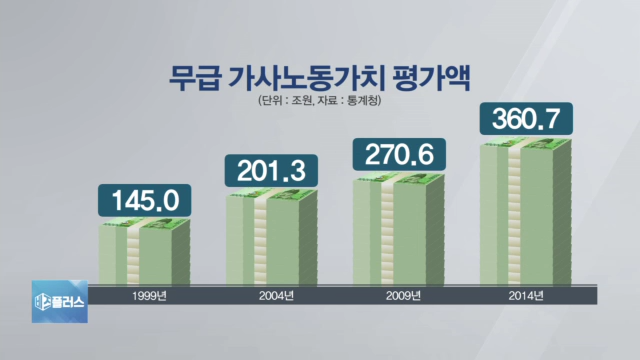 무급 가사노동가치 평가액
(단위 : 조원, 자료 : 통계청)
360.7
270.6
201.3
145.0
1999년
2004년
2009년
2014년
플러스